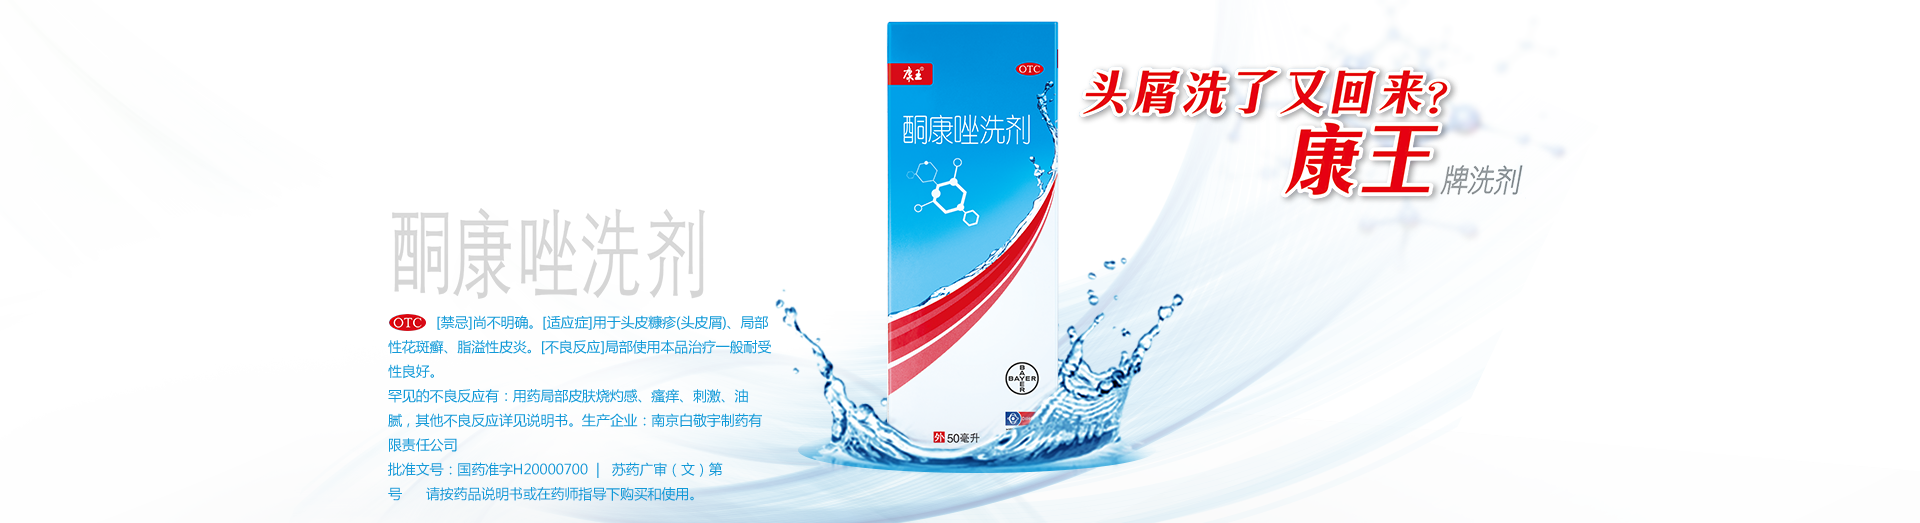 康王®
OTC
酮康唑洗剂
BAYER
BAYER
外 50毫升
头屑洗了又回来?
康王牌洗剂
酮康唑洗剂
OTC [禁忌]尚不明确。[适应症]用于头皮糠疹(头皮屑)、局部
性花斑癣、脂溢性皮炎。[不良反应]局部使用本品治疗一般耐受
性良好。
罕见的不良反应有：用药局部皮肤烧灼感、瘙痒、刺激、油
腻，其他不良反应详见说明书。生产企业：南京白敬宇制药有
限责任公司
批准文号：国药准字H20000700 | 苏药广审（文）第
号 请按药品说明书或在药师指导下购买和使用。